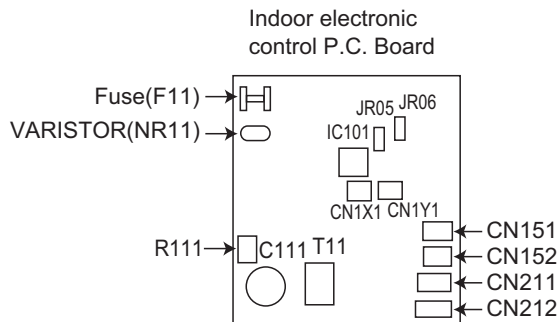 Indoor electronic
control P.C. Board
Fuse(F11)
VARISTOR(NR11)
JR05 JR06
IC101
CN1X1 CN1Y1
R111 C111 T11
CN151
CN152
CN211
CN212